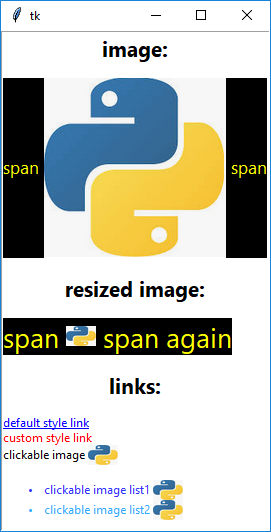 tk
image:
span span
resized image:
span span again
links:
default style link
custom style link
clickable image
• clickable image list1
• clickable image list2